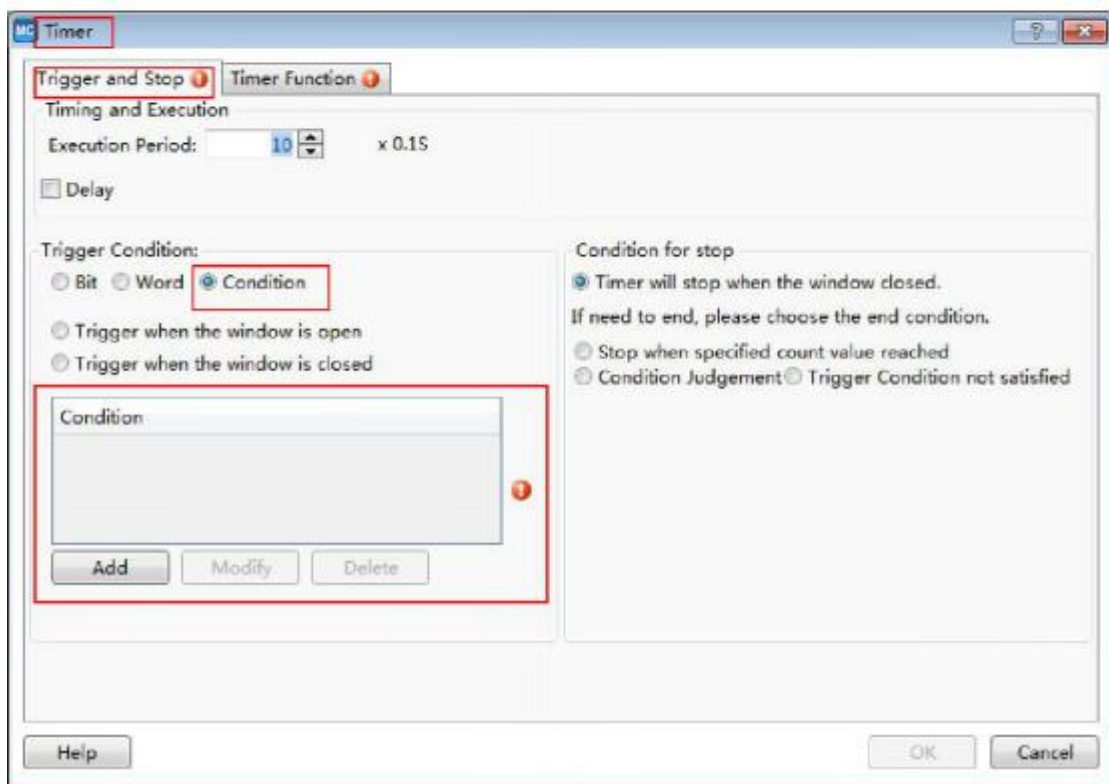 MC Timer
Trigger and Stop Timer Function
Timing and Execution
Execution Period: 10 x 0.1S
Delay
Trigger Condition:
Bit Word Condition
Trigger when the window is open
Trigger when the window is closed
Condition
Add Modify Delete
Condition for stop
Timer will stop when the window closed.
If need to end, please choose the end condition.
Stop when specified count value reached
Condition Judgement Trigger Condition not satisfied
Help OK Cancel